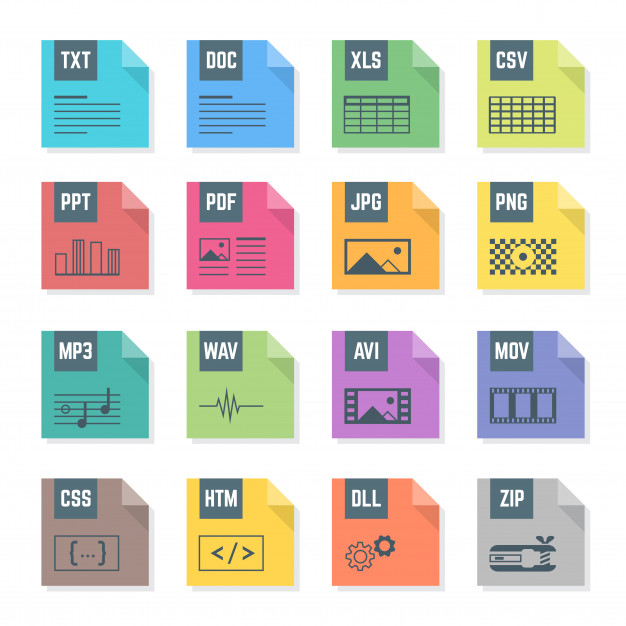 TXT
DOC
XLS
CSV
PPT
PDF
JPG
PNG
MP3
WAV
AVI
MOV
CSS
{...}
HTM
</>
DLL
ZIP